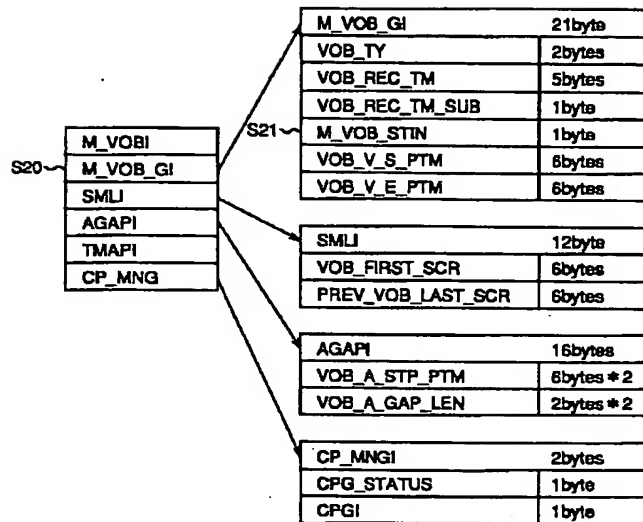 M_VOB_GI 21byte
VOB_TY 2bytes
VOB_REC_TM 5bytes
VOB_REC_TM_SUB 1byte
S21 M_VOB_STIN 1byte
VOB_V_S_PTM 6bytes
VOB_V_E_PTM 6bytes
M_VOBI
S20 M_VOB_GI
SMLI
AGAPI
TMAPI
CP_MNG
SMLI 12byte
VOB_FIRST_SCR 6bytes
PREV_VOB_LAST_SCR 6bytes
AGAPI 16bytes
VOB_A_STP_PTM 6bytes*2
VOB_A_GAP_LEN 2bytes*2
CP_MNGI 2bytes
CPG_STATUS 1byte
CPGI 1byte